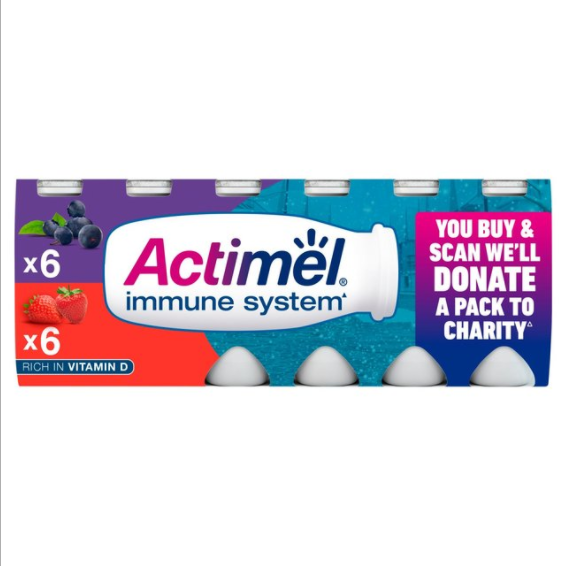 x6
x6
RICH IN VITAMIN D
Actimel®
immune system▴
YOU BUY &
SCAN WE'LL
DONATE
A PACK TO
CHARITY△